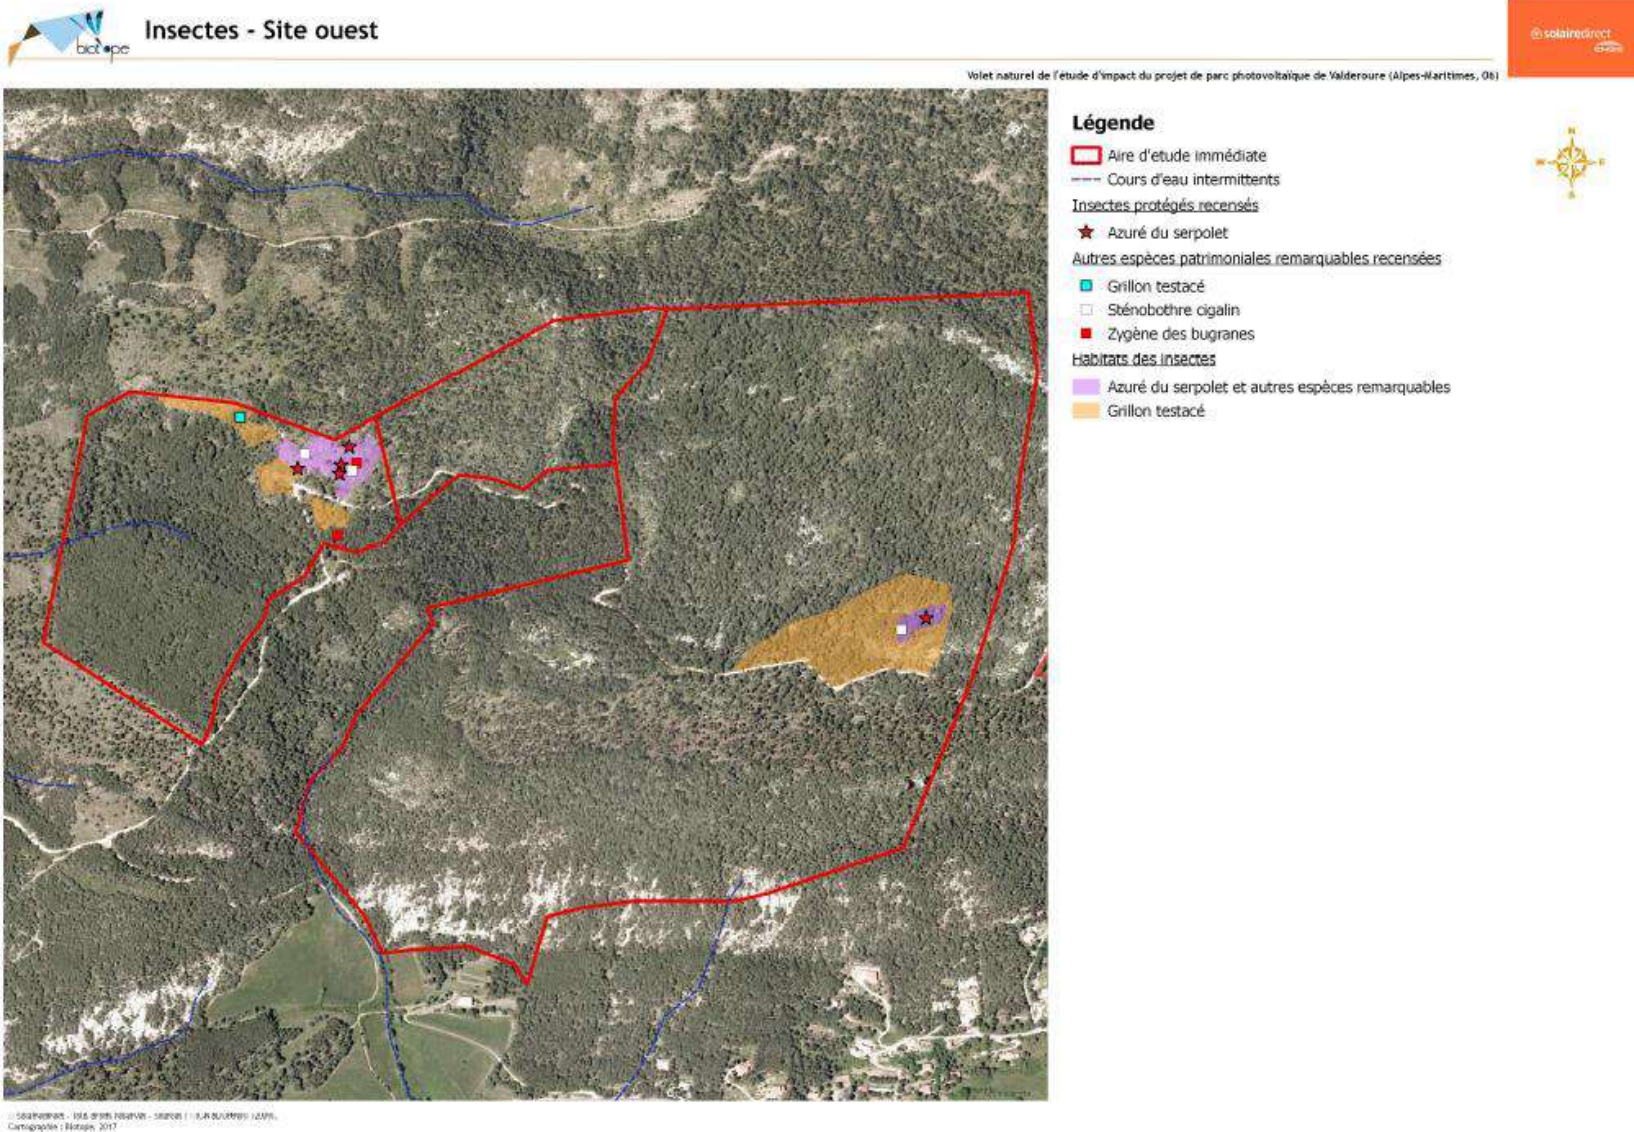 biotope
Insectes - Site ouest
solairedirect
Volet naturel de l'étude d'impact du projet de parc photovoltaïque de Valderoure (Alpes-Maritimes, 06)
Légende
Aire d'etude immédiate
Cours d'eau intermittents
Insectes protégés recensés
Azuré du serpolet
Autres espèces patrimoniales remarquables recensées
Grillon testacé
Sténobothre cigalin
Zygène des bugranes
Habitats des insectes
Azuré du serpolet et autres espèces remarquables
Grillon testacé
N
W
E
S
Cartographie : Biotope, 2017